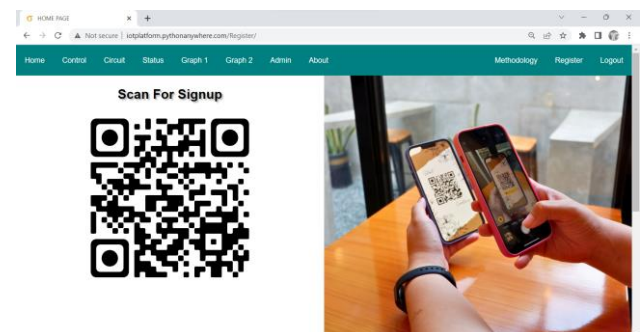 HOME PAGE
Not secure | iotplatform.pythonanywhere.com/Register/
Home Control Circuit Status Graph 1 Graph 2 Admin About Methodology Register Logout
Scan For Signup